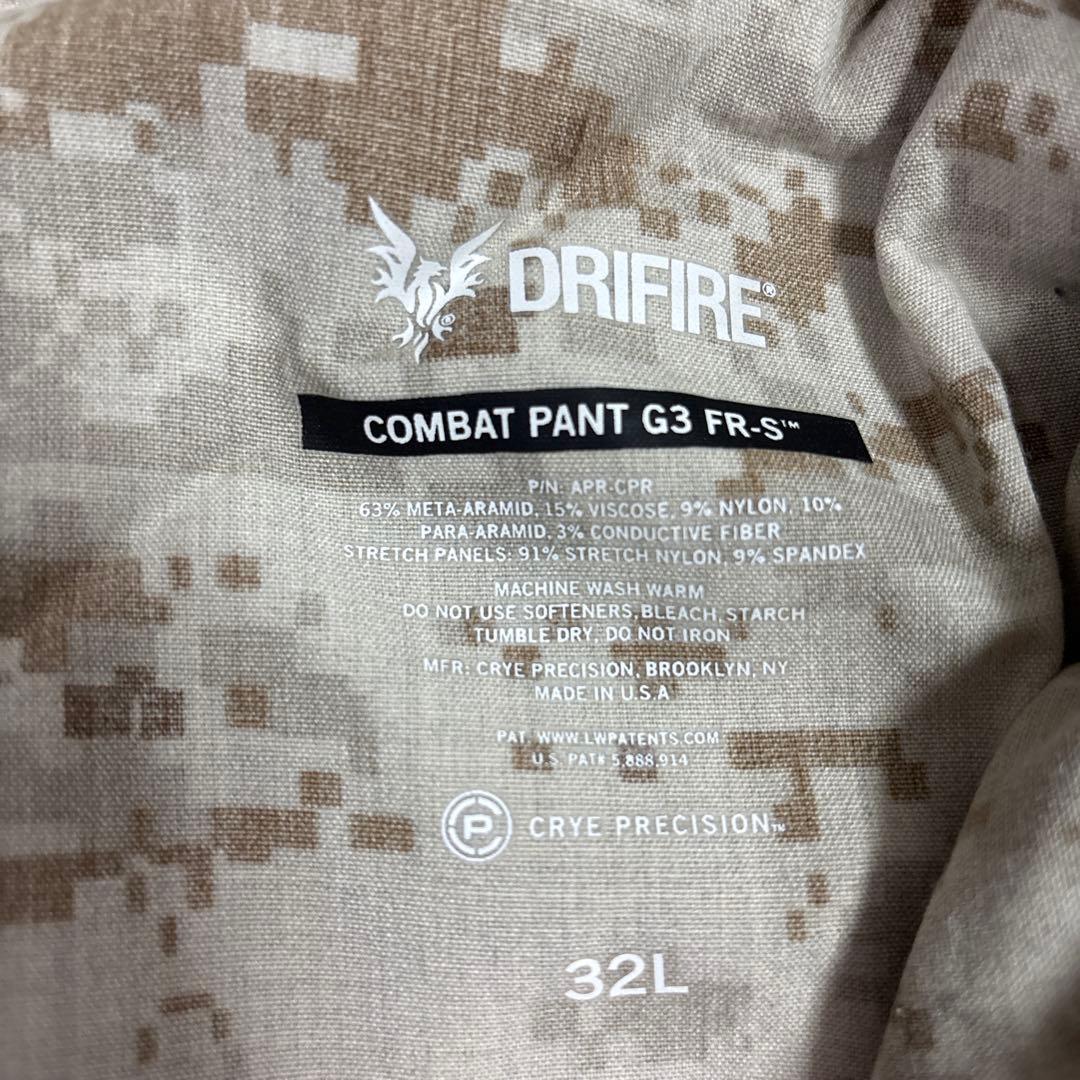 DRIFIRE®
COMBAT PANT G3 FR-S™
P/N: APR-CPR
63% META-ARAMID, 15% VISCOSE, 9% NYLON, 10%
PARA-ARAMID, 3% CONDUCTIVE FIBER
STRETCH PANELS: 91% STRETCH NYLON, 9% SPANDEX
MACHINE WASH WARM
DO NOT USE SOFTENERS, BLEACH, STARCH
TUMBLE DRY, DO NOT IRON
MFR: CRYE PRECISION, BROOKLYN, NY
MADE IN U.S.A
PAT. WWW.LWPATENTS.COM
U.S. PAT# 5,888,914
CP CRYE PRECISION™
32L